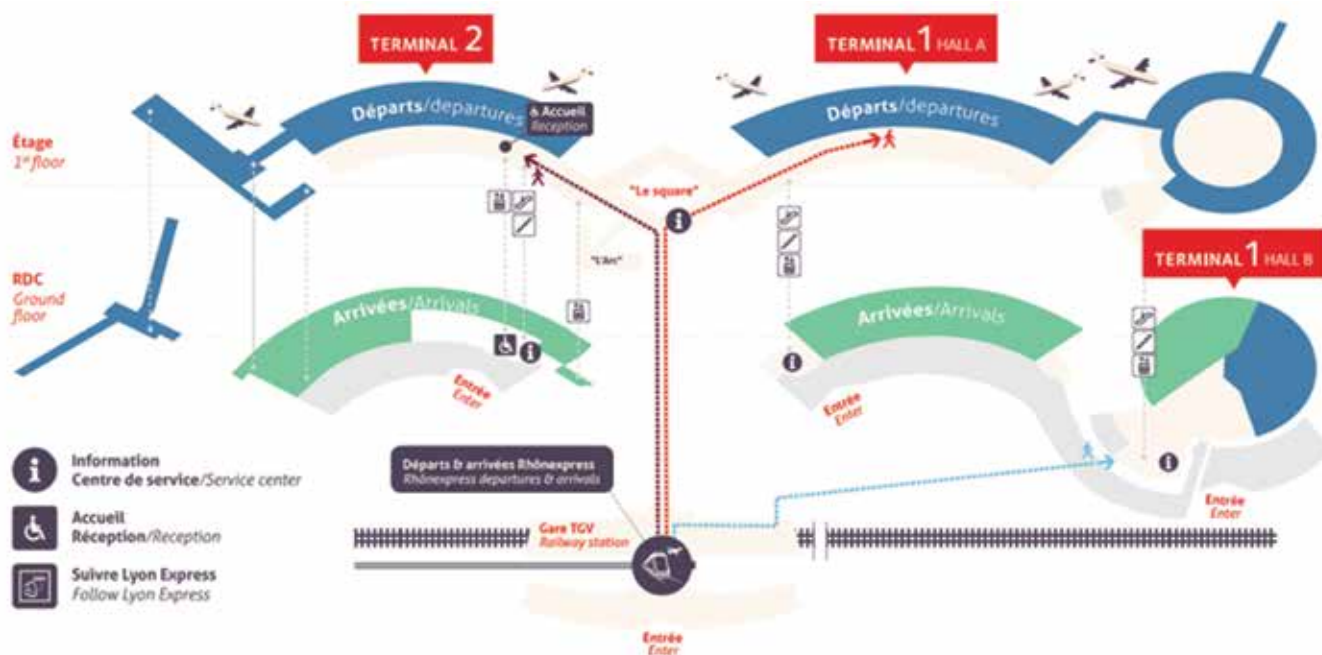 TERMINAL 2
TERMINAL 1 HALL A
Départs/departures
Accueil
Reception
Départs/departures
Étage
1st floor
"Le square"
"L'Arc"
RDC
Ground
floor
TERMINAL 1 HALL B
Arrivées/Arrivals
Arrivées/Arrivals
Entrée
Enter
Entrée
Enter
Information
Centre de service/Service center
Départs & arrivées Rhônexpress
Rhônexpress departures & arrivals
Entrée
Enter
Accueil
Réception/Reception
Gare TGV
Railway station
Suivre Lyon Express
Follow Lyon Express
Entrée
Enter